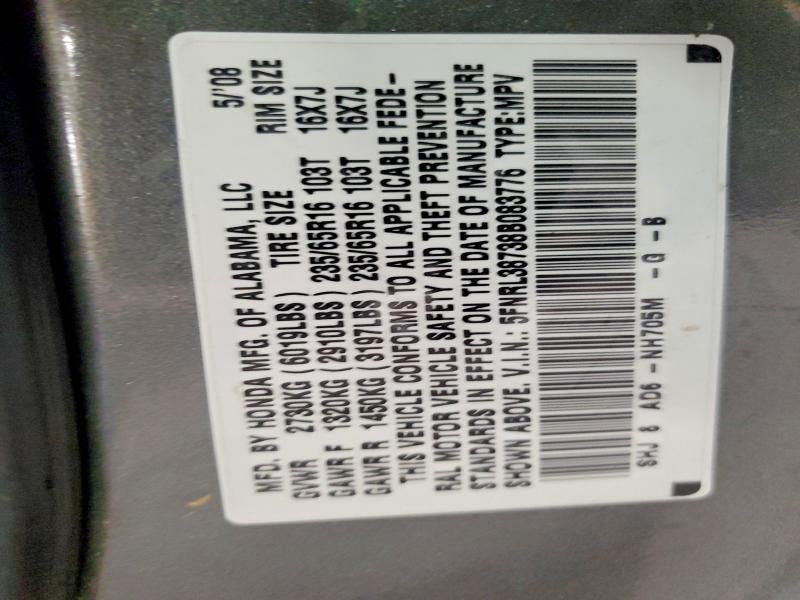 MFD. BY HONDA MFG. OF ALABAMA, LLC 5/'08
GVWR 2730KG (6019LBS) TIRE SIZE RIM SIZE
GAWR F 1320KG (2910LBS) 235/65R16 103T 16X7J
GAWR R 1450KG (3197LBS) 235/65R16 103T 16X7J
THIS VEHICLE CONFORMS TO ALL APPLICABLE FEDE-
RAL MOTOR VEHICLE SAFETY AND THEFT PREVENTION
STANDARDS IN EFFECT ON THE DATE OF MANUFACTURE
SHOWN ABOVE. V.I.N.: 5FNRL38738B083776 TYPE:MPV
SHJ 8 AD6 -NH705M -G -B